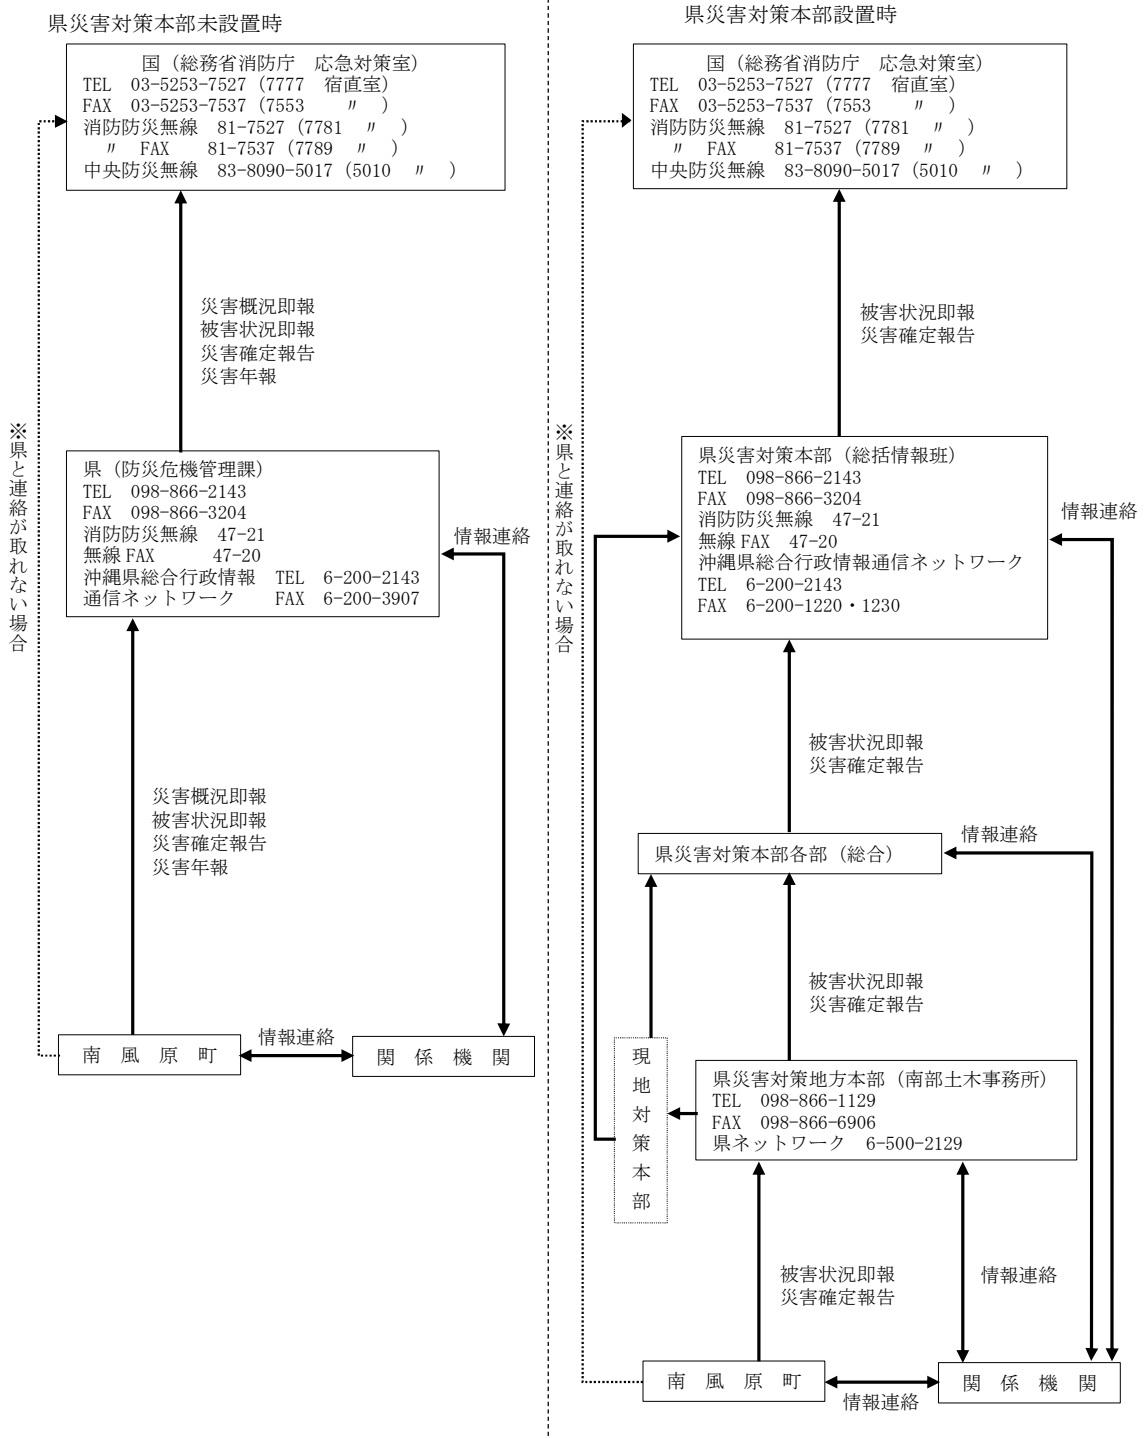 県災害対策本部未設置時
国（総務省消防庁　応急対策室）
TEL　03-5253-7527（7777　宿直室）
FAX　03-5253-7537（7553　　〃　）
消防防災無線　81-7527（7781　〃　）
〃　FAX　　81-7537（7789　〃　）
中央防災無線　83-8090-5017（5010　〃　）
災害概況即報
被害状況即報
災害確定報告
災害年報
※県と連絡が取れない場合
県（防災危機管理課）
TEL　098-866-2143
FAX　098-866-3204
消防防災無線　47-21
無線 FAX　　　47-20
沖縄県総合行政情報　TEL　6-200-2143
通信ネットワーク　　FAX　6-200-3907
情報連絡
災害概況即報
被害状況即報
災害確定報告
災害年報
南　風　原　町
情報連絡
関　係　機　関
県災害対策本部設置時
国（総務省消防庁　応急対策室）
TEL　03-5253-7527（7777　宿直室）
FAX　03-5253-7537（7553　　〃　）
消防防災無線　81-7527（7781　〃　）
〃　FAX　　81-7537（7789　〃　）
中央防災無線　83-8090-5017（5010　〃　）
被害状況即報
災害確定報告
※県と連絡が取れない場合
県災害対策本部（総括情報班）
TEL　098-866-2143
FAX　098-866-3204
消防防災無線　47-21
無線 FAX　47-20
沖縄県総合行政情報通信ネットワーク
TEL　6-200-2143
FAX　6-200-1220・1230
情報連絡
被害状況即報
災害確定報告
県災害対策本部各部（総合）
情報連絡
被害状況即報
災害確定報告
現地対策本部
県災害対策地方本部（南部土木事務所）
TEL　098-866-1129
FAX　098-866-6906
県ネットワーク　6-500-2129
被害状況即報
災害確定報告
情報連絡
南　風　原　町
情報連絡
関　係　機　関